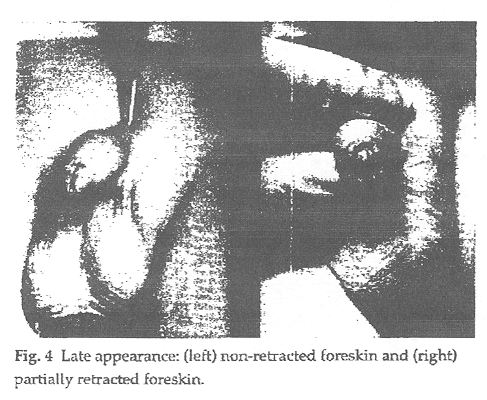 Fig. 4 Late appearance: (left) non-retracted foreskin and (right)
partially retracted foreskin.